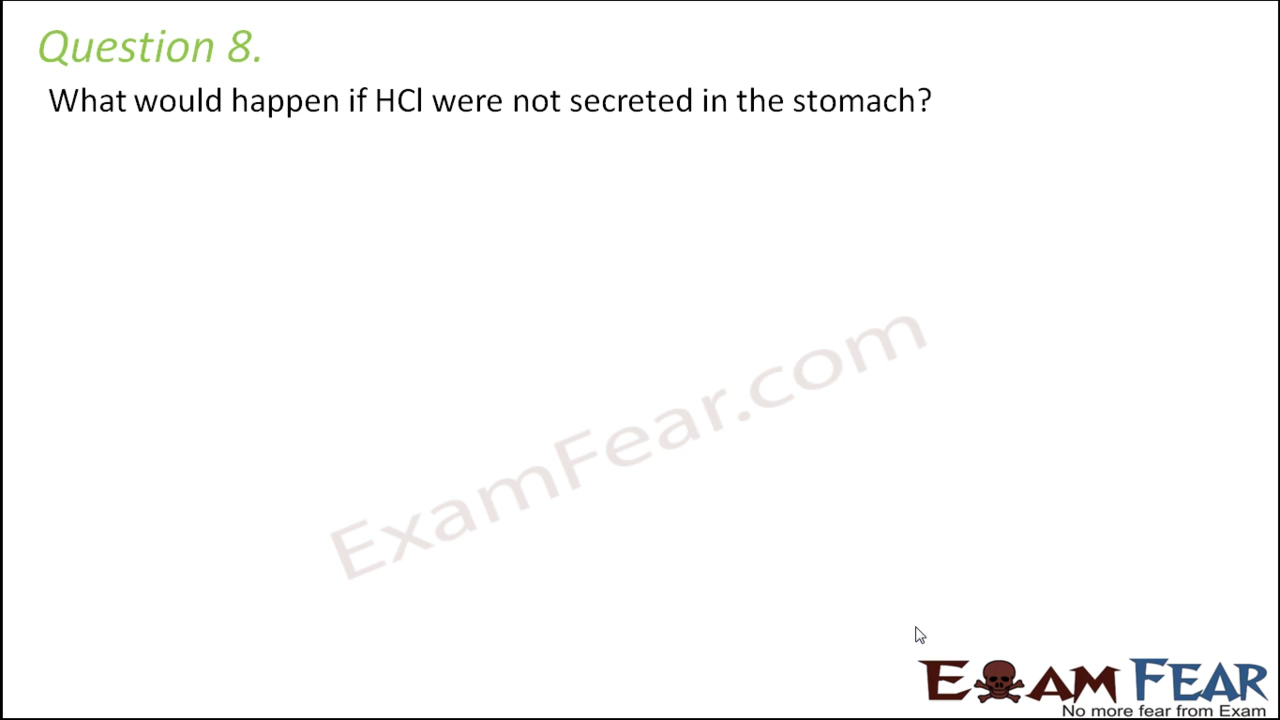 Question 8.
What would happen if HCl were not secreted in the stomach?
ExamFear.com
EXAM FEAR
No more fear from Exam